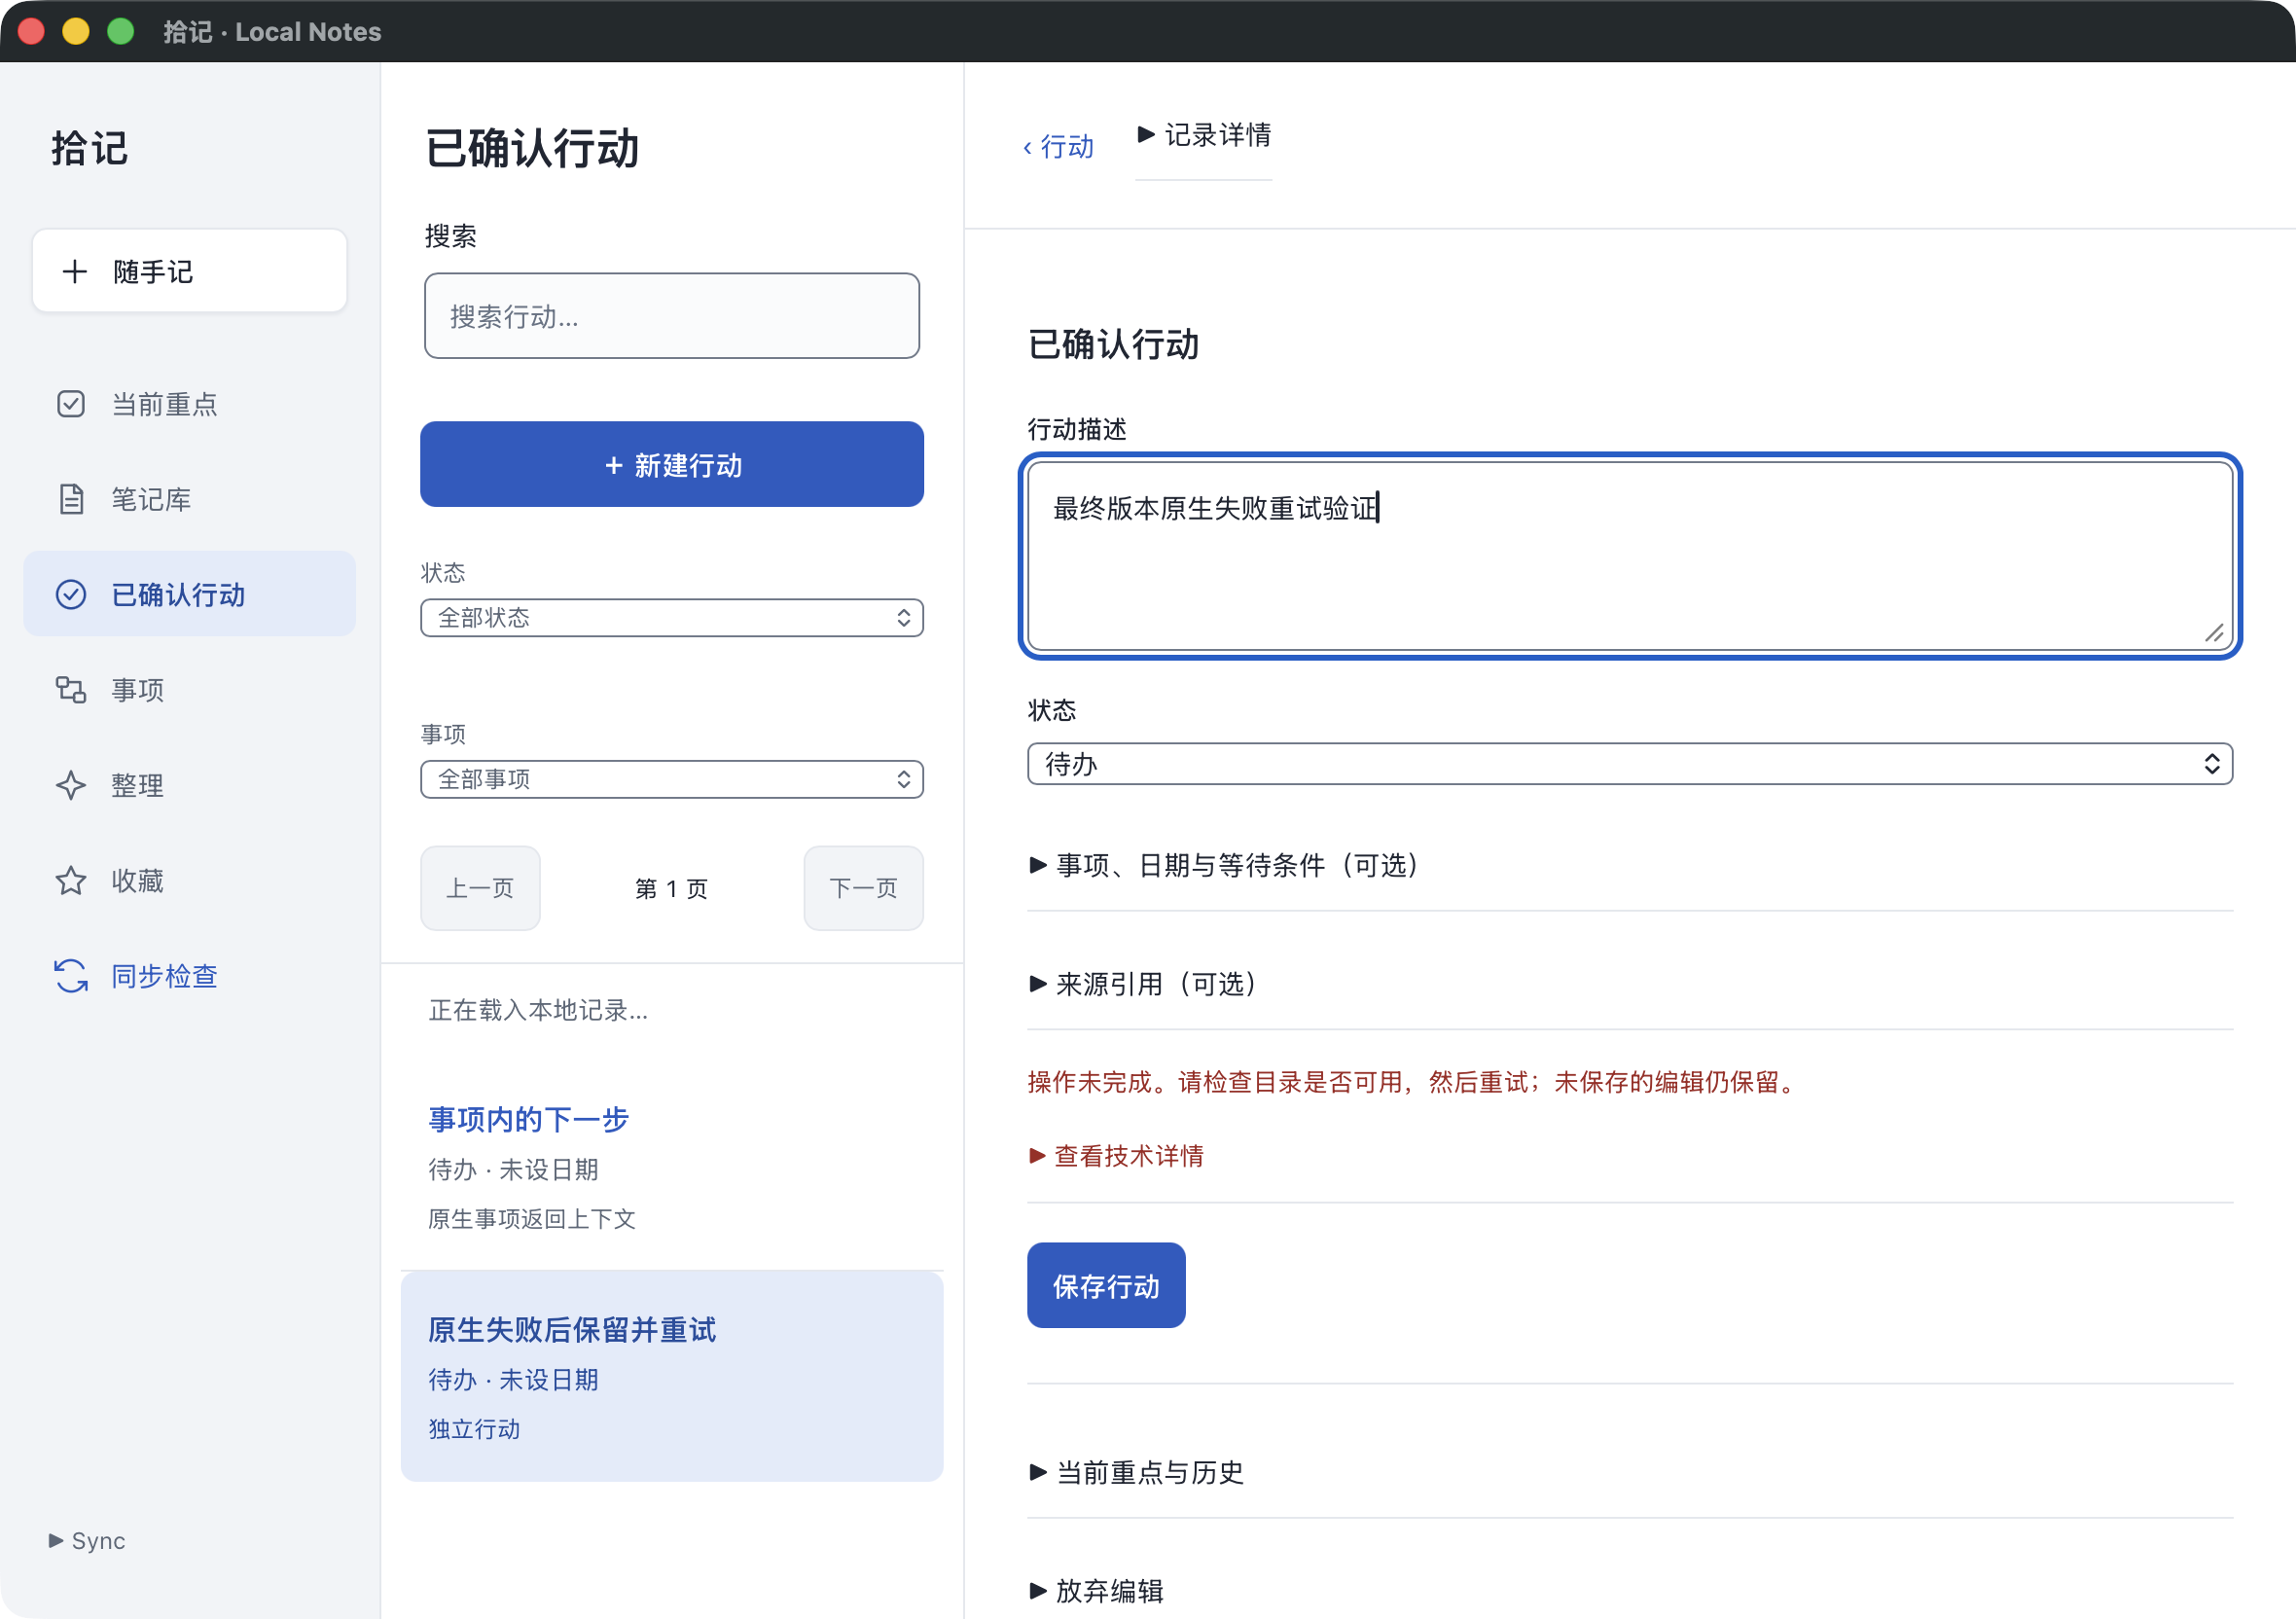 拾记 · Local Notes
拾记
随手记
当前重点
笔记库
已确认行动
事项
整理
收藏
同步检查
Sync
已确认行动
搜索
搜索行动...
+ 新建行动
状态
全部状态
事项
全部事项
上一页
第 1 页
下一页
正在载入本地记录...
事项内的下一步
待办 · 未设日期
原生事项返回上下文
原生失败后保留并重试
待办 · 未设日期
独立行动
‹ 行动
记录详情
已确认行动
行动描述
最终版本原生失败重试验证
状态
待办
事项、日期与等待条件（可选）
来源引用（可选）
操作未完成。请检查目录是否可用，然后重试；未保存的编辑仍保留。
查看技术详情
保存行动
当前重点与历史
放弃编辑